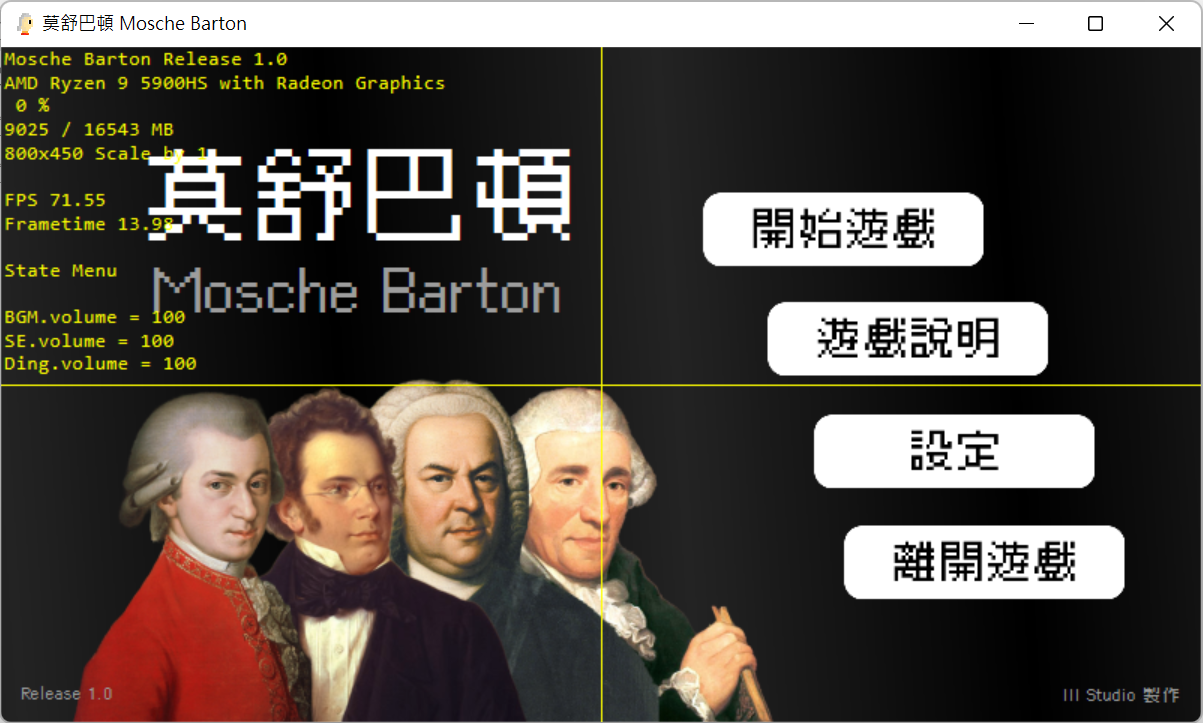 莫舒巴頓 Mosche Barton
Mosche Barton Release 1.0
AMD Ryzen 9 5900HS with Radeon Graphics
0 %
9025 / 16543 MB
800x450 Scale by 1
FPS 71.55
Frametime 13.98
State Menu
BGM.volume = 100
SE.volume = 100
Ding.volume = 100
莫舒巴頓
Mosche Barton
開始遊戲
遊戲說明
設定
離開遊戲
Release 1.0
III Studio 製作